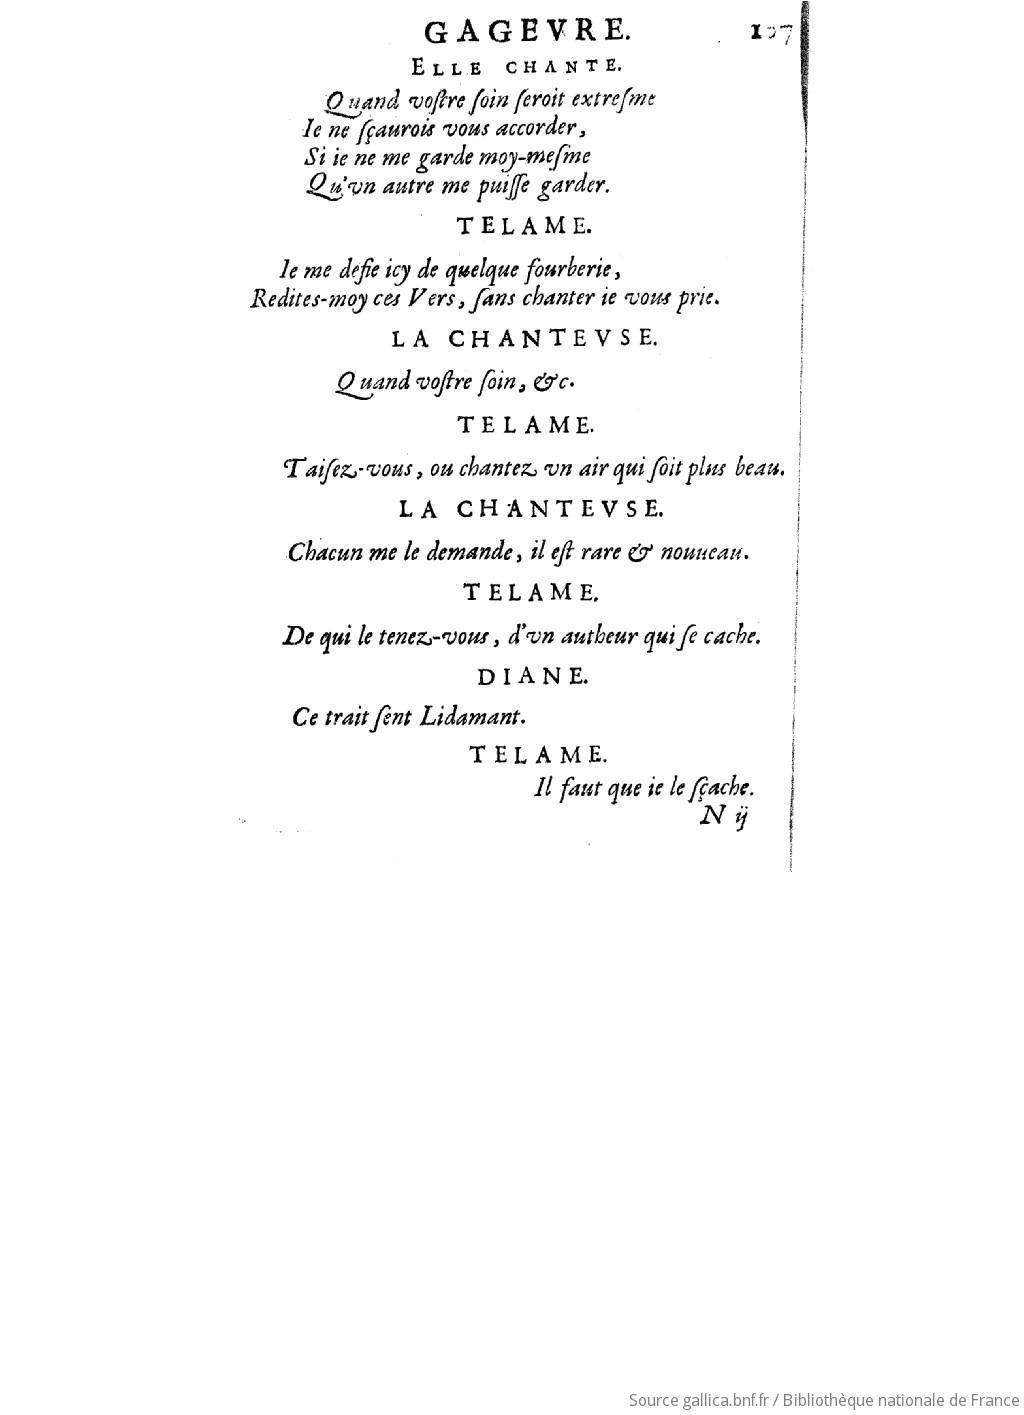 GAGEVRE. 107
ELLE CHANTE.
Quand voſtre ſoin ſeroit extreſme
Ie ne ſçaurois vous accorder,
Si ie ne me garde moy-meſme
Qu'vn autre me puiſſe garder.
TELAME.
Ie me defie icy de quelque fourberie,
Redites-moy ces Vers, ſans chanter ie vous prie.
LA CHANTEVSE.
Quand voſtre ſoin, &c.
TELAME.
Taiſez-vous, ou chantez vn air qui ſoit plus beau.
LA CHANTEVSE.
Chacun me le demande, il eſt rare & nouueau.
TELAME.
De qui le tenez-vous, d'vn autheur qui ſe cache.
DIANE.
Ce trait ſent Lidamant.
TELAME.
Il faut que ie le ſçache.
N ij
Source gallica.bnf.fr / Bibliothèque nationale de France